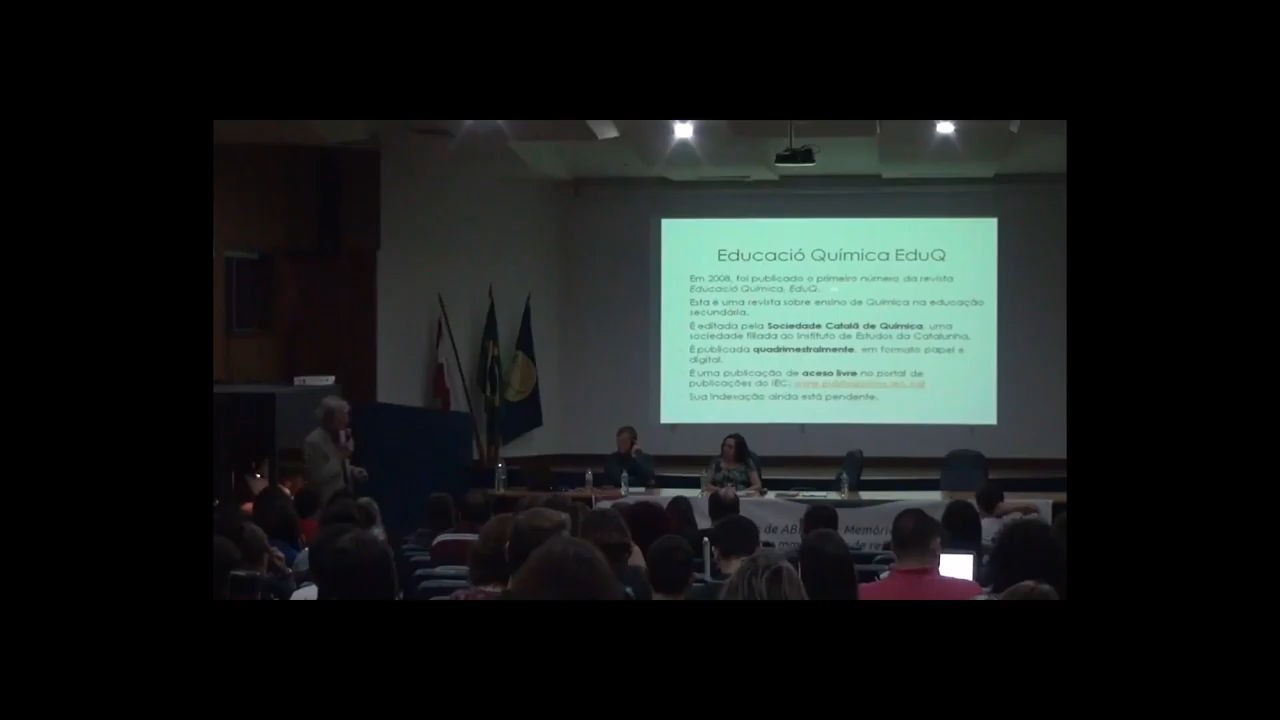 Educació Química EduQ
Em 2008, foi publicado o primeiro número da revista
Educació Química, EduQ.
Esta é uma revista sobre ensino de Química na educação
secundária.
É editada pela Sociedade Catalã de Química, uma
sociedade filiada ao Instituto de Estudos da Catalunha.
É publicada quadrimestralmente, em formato papel e
digital.
É uma publicação de aceso livre no portal de
publicações do IEC,
Sua indexação ainda está pendente.
de Memóri